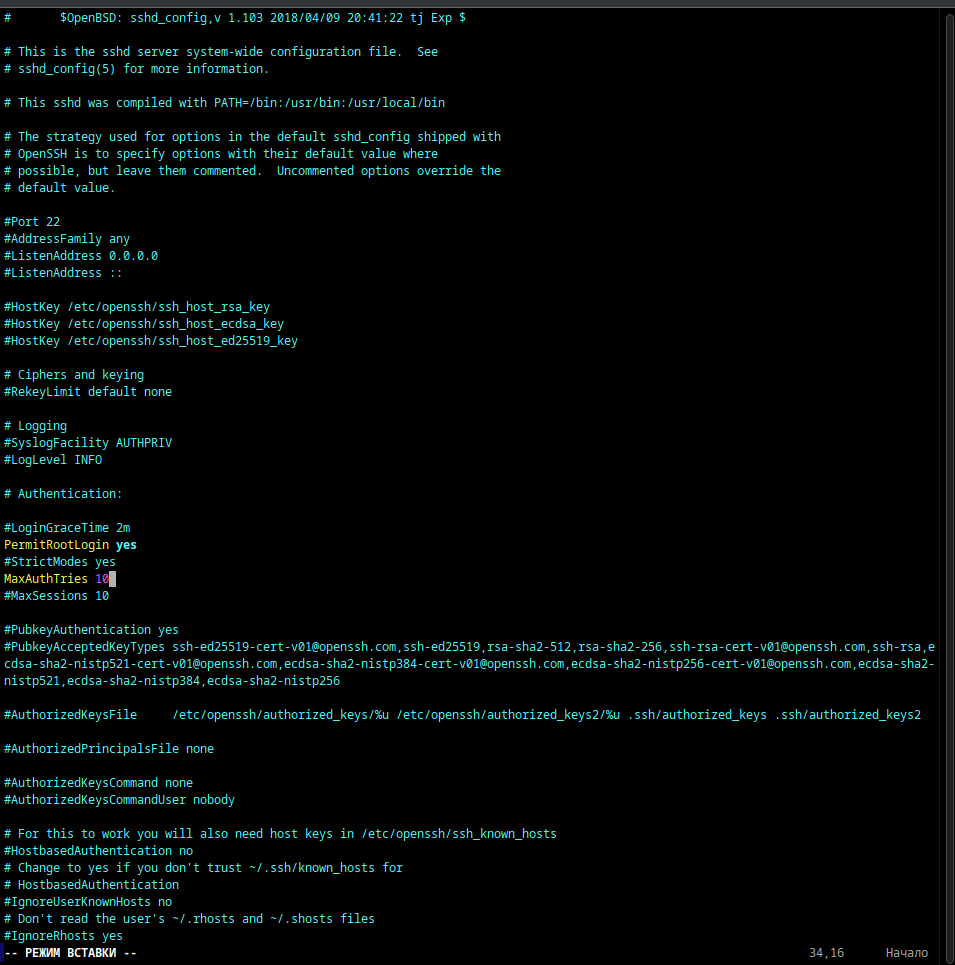 #       $OpenBSD: sshd_config,v 1.103 2018/04/09 20:41:22 tj Exp $
# This is the sshd server system-wide configuration file.  See
# sshd_config(5) for more information.
# This sshd was compiled with PATH=/bin:/usr/bin:/usr/local/bin
# The strategy used for options in the default sshd_config shipped with
# OpenSSH is to specify options with their default value where
# possible, but leave them commented.  Uncommented options override the
# default value.
#Port 22
#AddressFamily any
#ListenAddress 0.0.0.0
#ListenAddress ::
#HostKey /etc/openssh/ssh_host_rsa_key
#HostKey /etc/openssh/ssh_host_ecdsa_key
#HostKey /etc/openssh/ssh_host_ed25519_key
# Ciphers and keying
#RekeyLimit default none
# Logging
#SyslogFacility AUTHPRIV
#LogLevel INFO
# Authentication:
#LoginGraceTime 2m
PermitRootLogin yes
#StrictModes yes
MaxAuthTries 10
#MaxSessions 10
#PubkeyAuthentication yes
#PubkeyAcceptedKeyTypes ssh-ed25519-cert-v01@openssh.com,ssh-ed25519,rsa-sha2-512,rsa-sha2-256,ssh-rsa-cert-v01@openssh.com,ssh-rsa,e
cdsa-sha2-nistp521-cert-v01@openssh.com,ecdsa-sha2-nistp384-cert-v01@openssh.com,ecdsa-sha2-nistp256-cert-v01@openssh.com,ecdsa-sha2-
nistp521,ecdsa-sha2-nistp384,ecdsa-sha2-nistp256
#AuthorizedKeysFile     /etc/openssh/authorized_keys/%u /etc/openssh/authorized_keys2/%u .ssh/authorized_keys .ssh/authorized_keys2
#AuthorizedPrincipalsFile none
#AuthorizedKeysCommand none
#AuthorizedKeysCommandUser nobody
# For this to work you will also need host keys in /etc/openssh/ssh_known_hosts
#HostbasedAuthentication no
# Change to yes if you don't trust ~/.ssh/known_hosts for
# HostbasedAuthentication
#IgnoreUserKnownHosts no
# Don't read the user's ~/.rhosts and ~/.shosts files
#IgnoreRhosts yes
-- РЕЖИМ ВСТАВКИ --                34,16      Начало